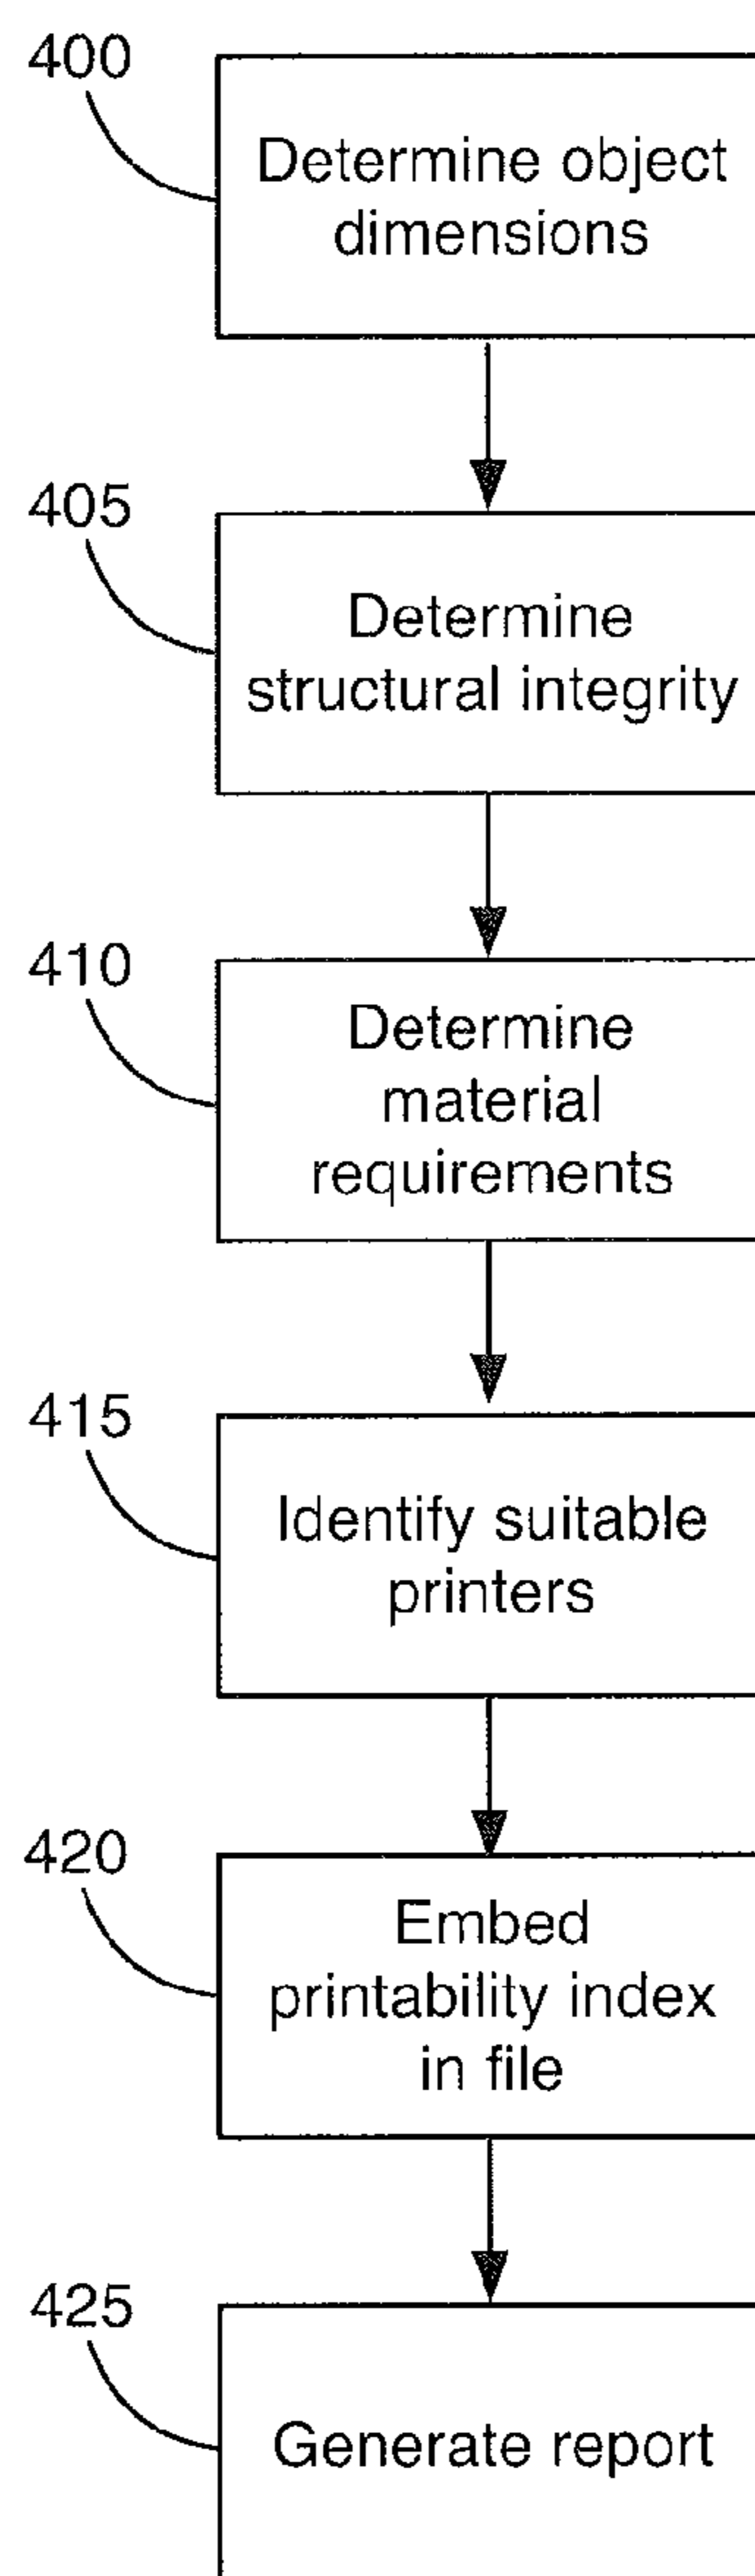 400
Determine object
dimensions
405
Determine
structural integrity
410
Determine
material
requirements
415
Identify suitable
printers
420
Embed
printability index
in file
425
Generate report